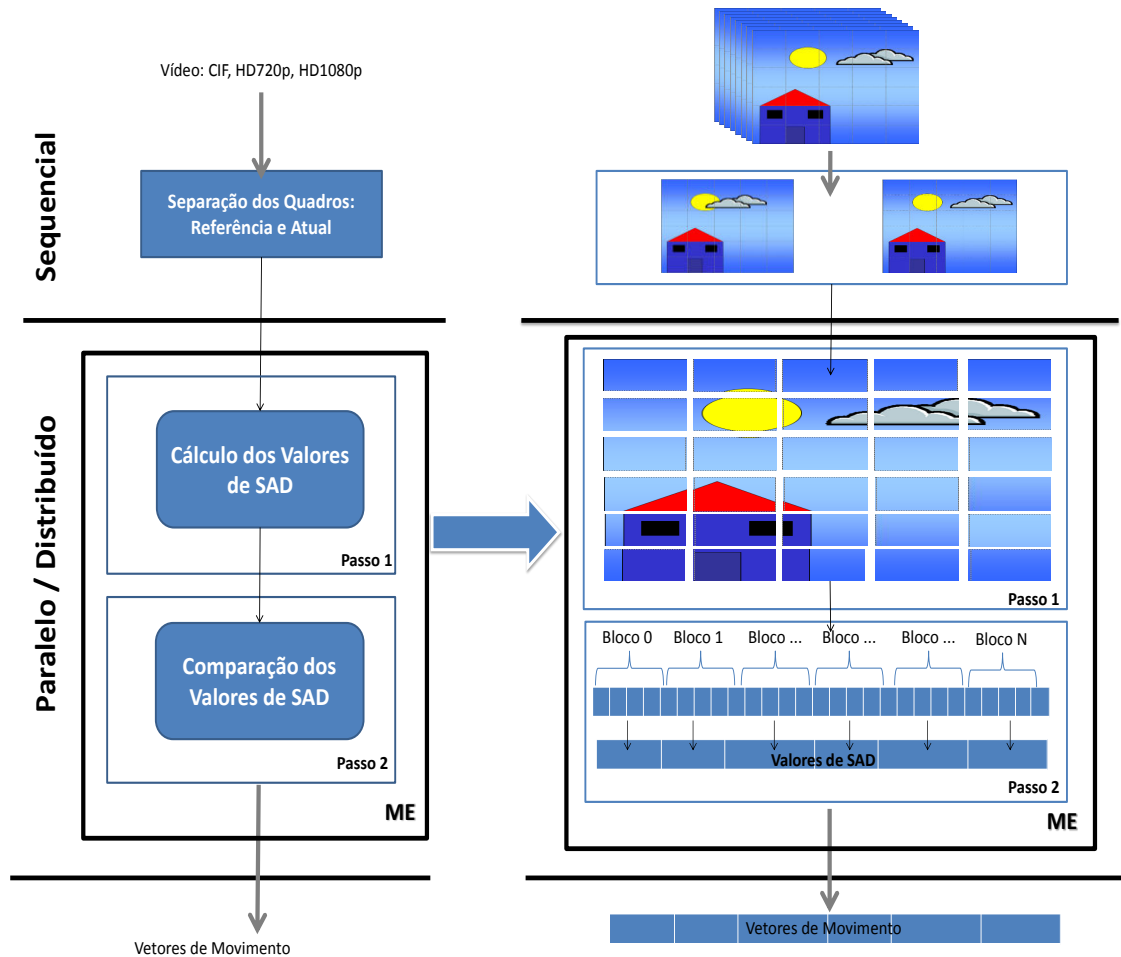 Vídeo: CIF, HD720p, HD1080p
Sequencial
Separação dos Quadros:
Referência e Atual
Paralelo / Distribuído
Cálculo dos Valores
de SAD
Passo 1
Comparação dos
Valores de SAD
Passo 2
ME
Vetores de Movimento
Passo 1
Bloco 0
Bloco 1
Bloco ...
Bloco ...
Bloco ...
Bloco N
Valores de SAD
Passo 2
ME
Vetores de Movimento